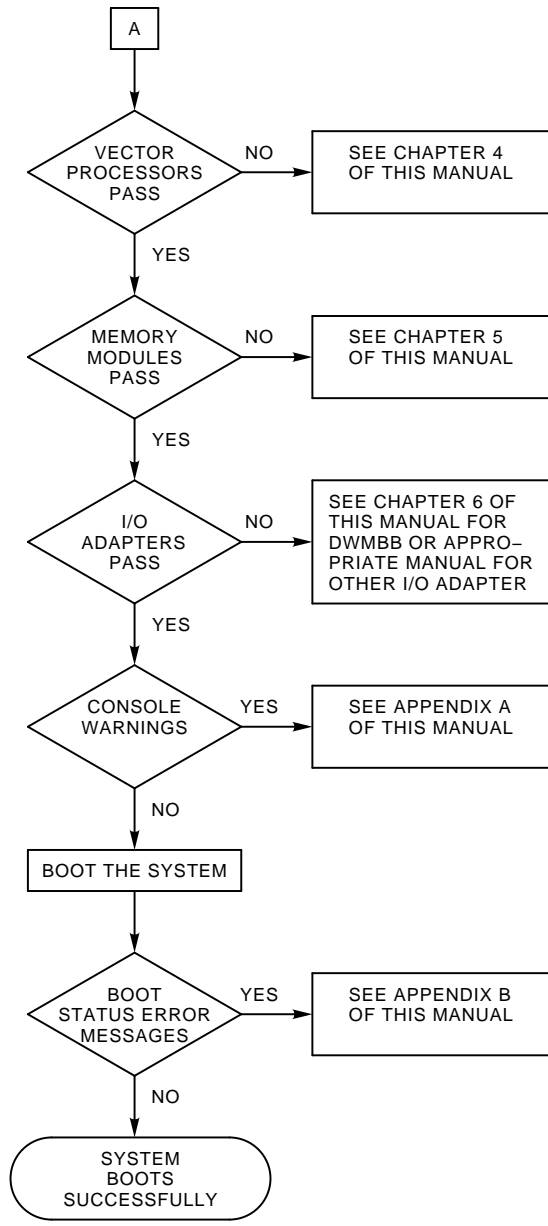 A
VECTOR
PROCESSORS
PASS
NO
SEE CHAPTER 4
OF THIS MANUAL
YES
MEMORY
MODULES
PASS
NO
SEE CHAPTER 5
OF THIS MANUAL
YES
I/O
ADAPTERS
PASS
NO
SEE CHAPTER 6 OF
THIS MANUAL FOR
DWMBB OR APPRO–
PRIATE MANUAL FOR
OTHER I/O ADAPTER
YES
CONSOLE
WARNINGS
YES
SEE APPENDIX A
OF THIS MANUAL
NO
BOOT THE SYSTEM
BOOT
STATUS ERROR
MESSAGES
YES
SEE APPENDIX B
OF THIS MANUAL
NO
SYSTEM
BOOTS
SUCCESSFULLY